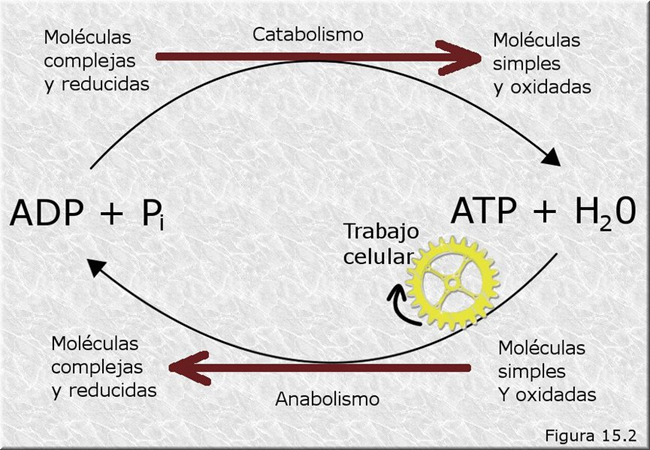 Moléculas
complejas
y reducidas
Catabolismo
Moléculas
simples
y oxidadas
ADP + Pi
ATP + H20
Trabajo
celular
Moléculas
complejas
y reducidas
Anabolismo
Moléculas
simples
Y oxidadas
Figura 15.2